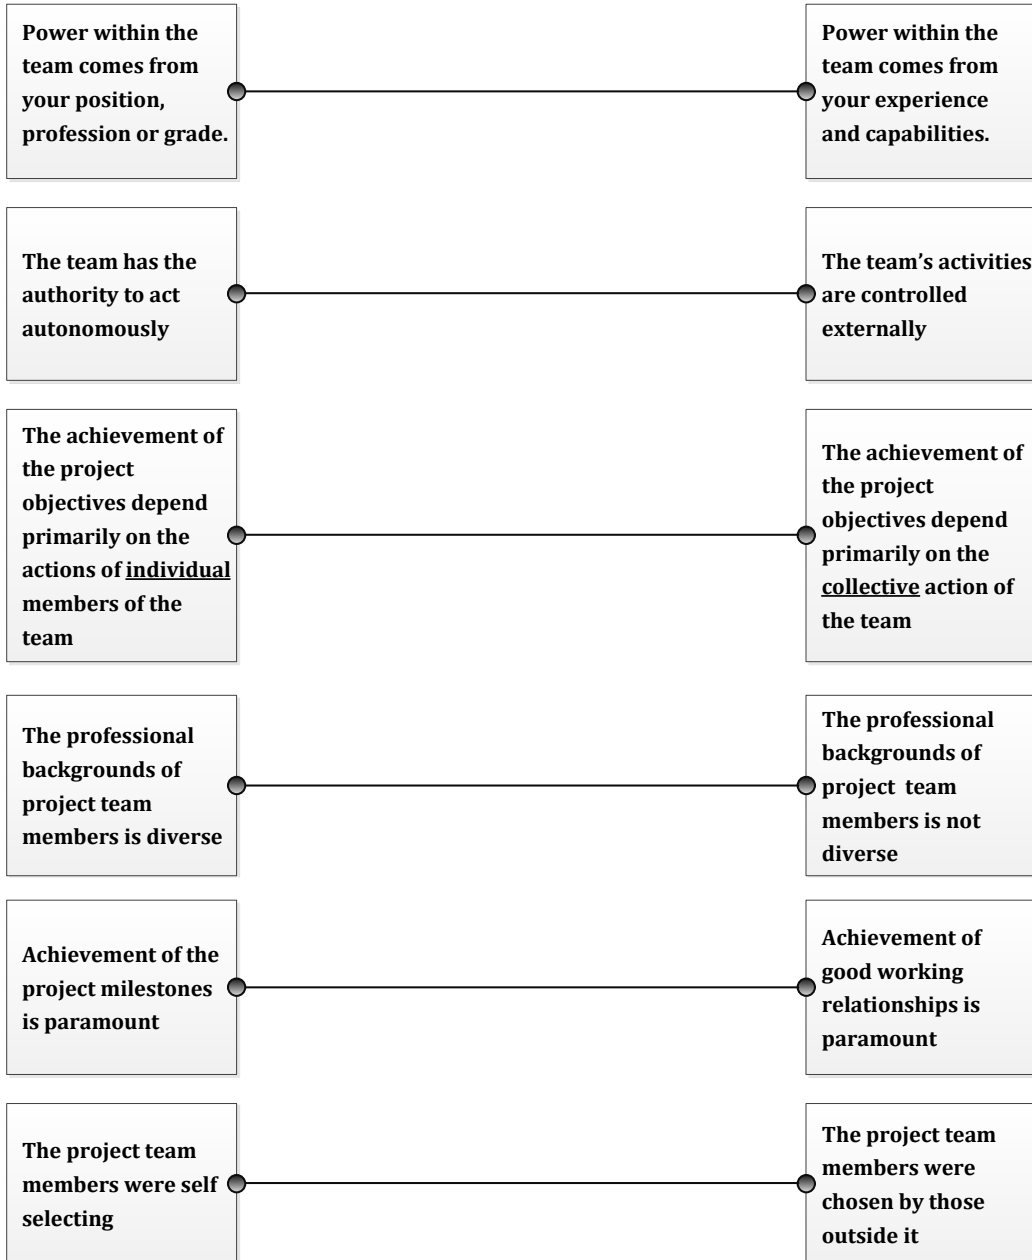 Power within the
team comes from
your position,
profession or grade.
Power within the
team comes from
your experience
and capabilities.
The team has the
authority to act
autonomously
The team’s activities
are controlled
externally
The achievement of
the project
objectives depend
primarily on the
actions of individual
members of the
team
The achievement of
the project
objectives depend
primarily on the
collective action of
the team
The professional
backgrounds of
project team
members is diverse
The professional
backgrounds of
project  team
members is not
diverse
Achievement of the
project milestones
is paramount
Achievement of
good working
relationships is
paramount
The project team
members were self
selecting
The project team
members were
chosen by those
outside it